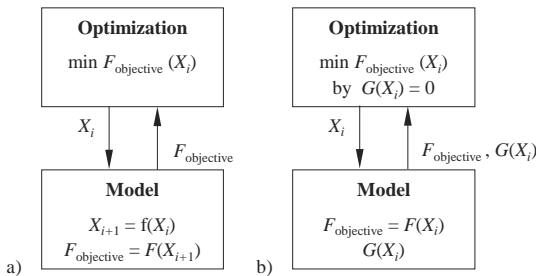 Optimization
min F_objective (X_i)
X_i
F_objective
Model
X_{i+1} = f(X_i)
F_objective = F(X_{i+1})
a)
Optimization
min F_objective (X_i)
by G(X_i) = 0
X_i
F_objective , G(X_i)
Model
F_objective = F(X_i)
G(X_i)
b)